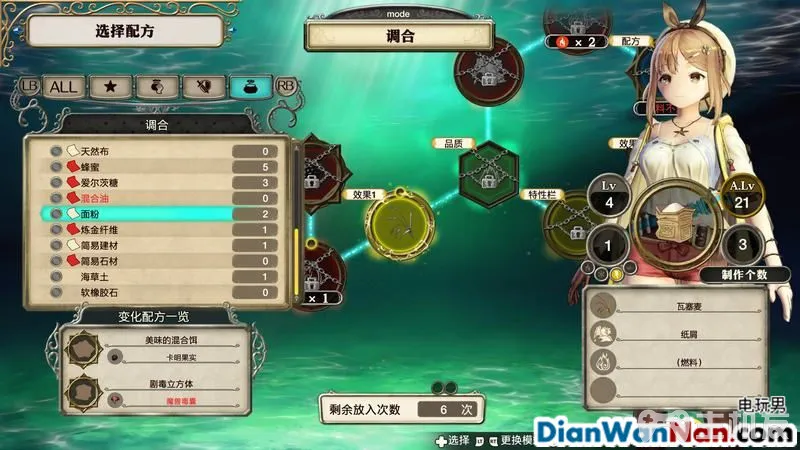 选择配方
mode
调合
LB
ALL
RB
调合
天然布 0
蜂蜜 5
爱尔茨糖 3
混合油 0
面粉 2
炼金纤维 1
简易建材 1
简易石材 0
海草土 1
软橡胶石 0
变化配方一览
美味的混合饵
卡明果实
剧毒立方体
魔兽毒囊
× 2
配方
品质
效果1
特性栏
× 1
Lv
4
A.Lv
21
1
3
制作个数
瓦塞麦
纸屑
(燃料)
剩余放入次数 6 次
选择
更换模
电玩男
DianWanNan.com